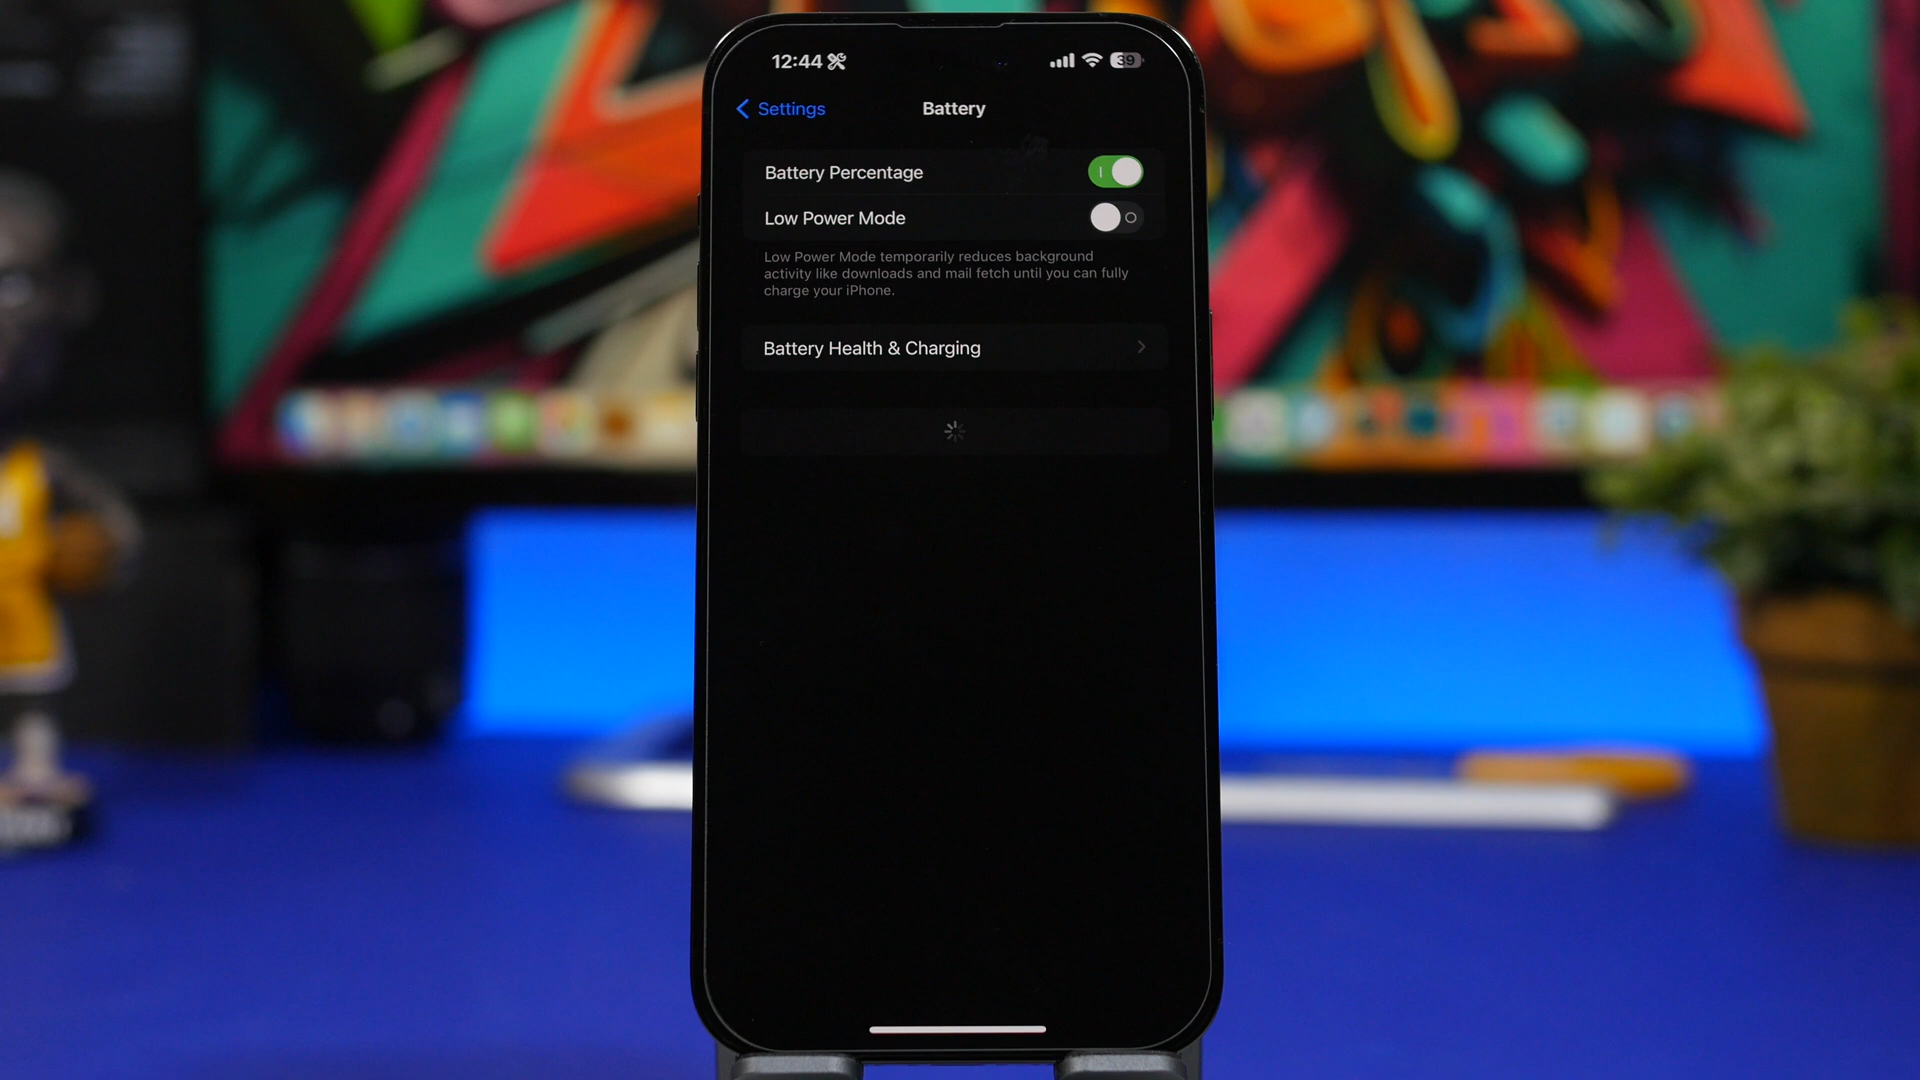 12:44
39
Settings
Battery
Battery Percentage
Low Power Mode
Low Power Mode temporarily reduces background
activity like downloads and mail fetch until you can fully
charge your iPhone.
Battery Health & Charging